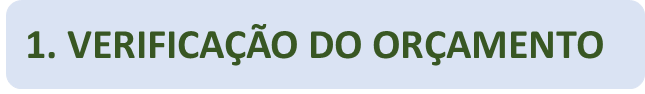 1. VERIFICAÇÃO DO ORÇAMENTO